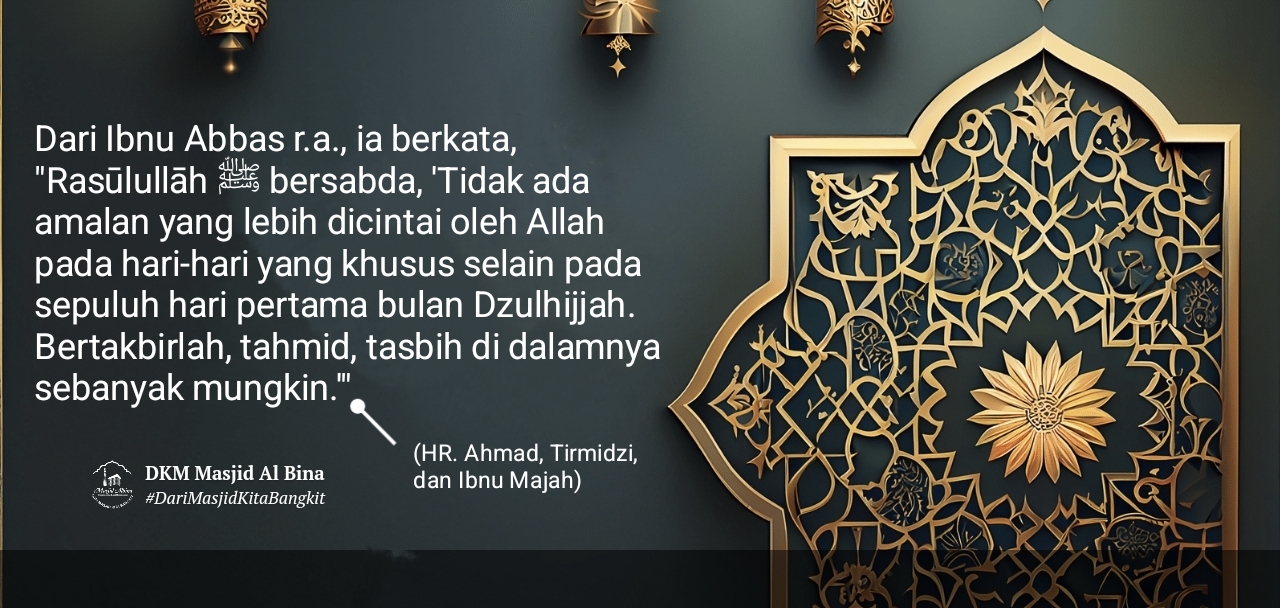 Dari Ibnu Abbas r.a., ia berkata,
"Rasūlullāh ﷺ bersabda, 'Tidak ada
amalan yang lebih dicintai oleh Allah
pada hari-hari yang khusus selain pada
sepuluh hari pertama bulan Dzulhijjah.
Bertakbirlah, tahmid, tasbih di dalamnya
sebanyak mungkin.'"
(HR. Ahmad, Tirmidzi,
dan Ibnu Majah)
DKM Masjid Al Bina
#DariMasjidKitaBangkit